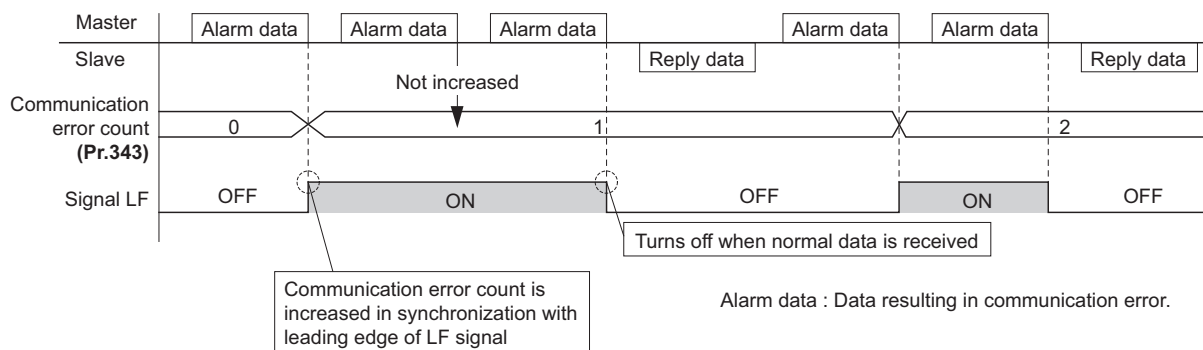 Master
Alarm data
Alarm data
Alarm data
Alarm data
Alarm data
Slave
Reply data
Reply data
Not increased
Communication
error count
(Pr.343)
0
1
2
Signal LF
OFF
ON
OFF
ON
OFF
Turns off when normal data is received
Communication error count is
increased in synchronization with
leading edge of LF signal
Alarm data : Data resulting in communication error.